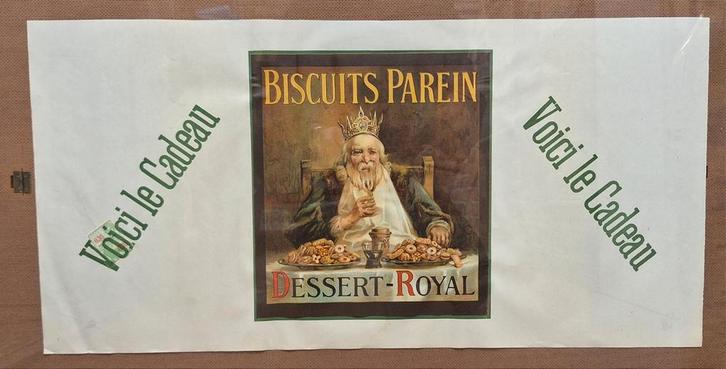 Voici le Cadeau
BISCUITS PAREIN
DESSERT-ROYAL
Voici le Cadeau